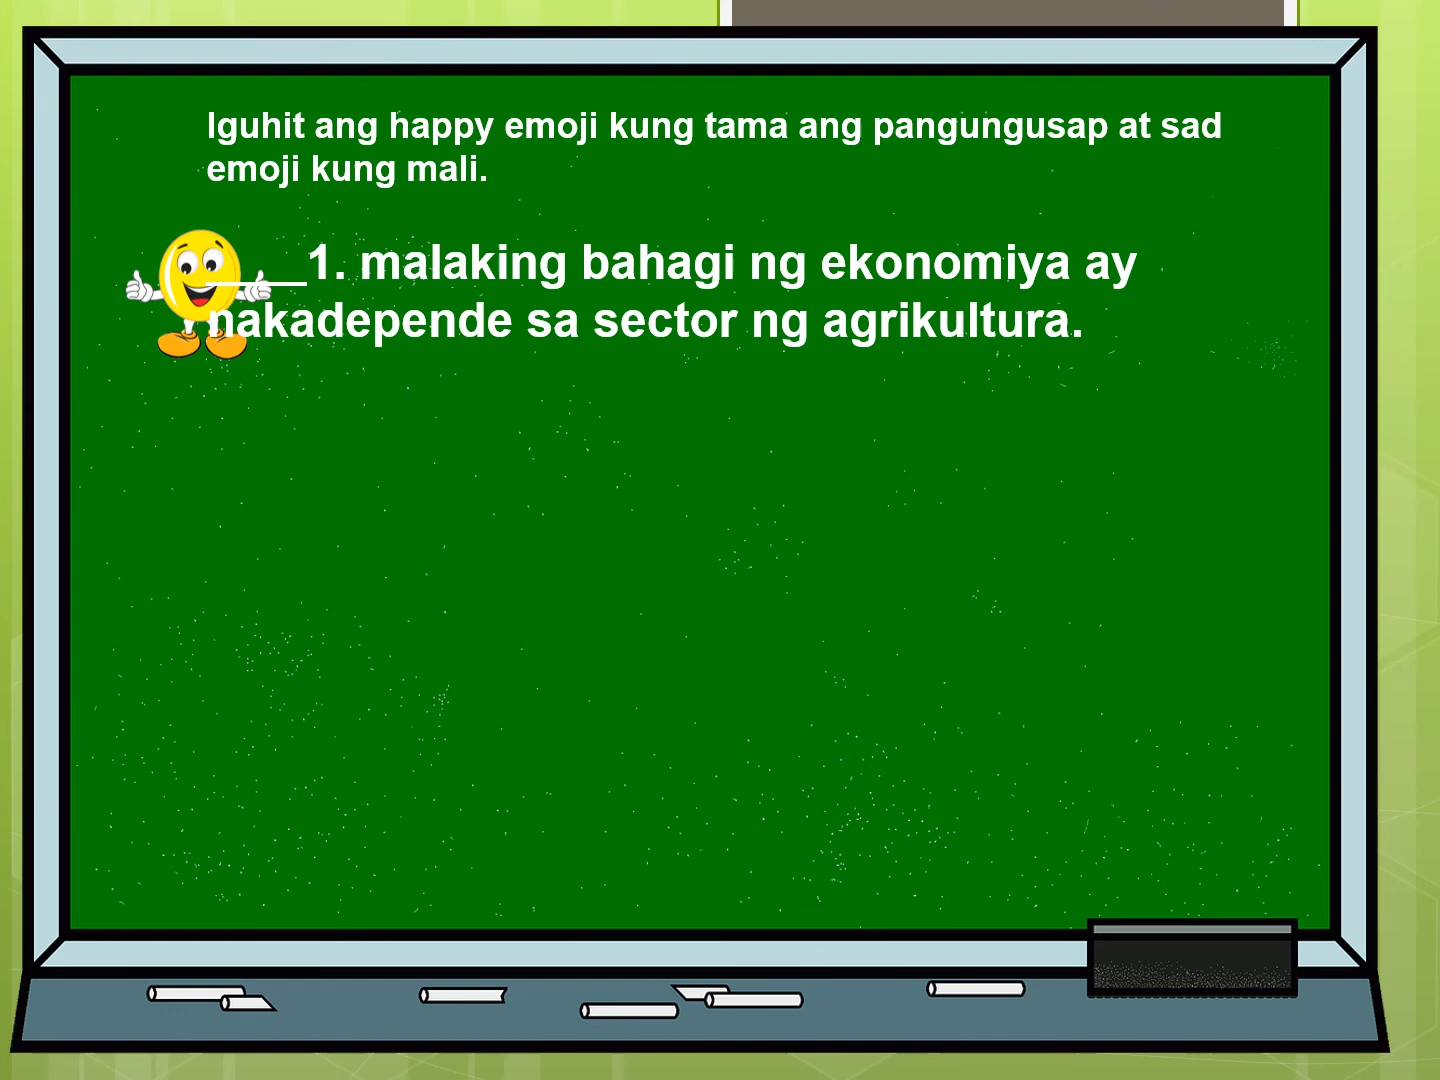 Iguhit ang happy emoji kung tama ang pangungusap at sad
emoji kung mali.
____1. malaking bahagi ng ekonomiya ay
nakadepende sa sector ng agrikultura.